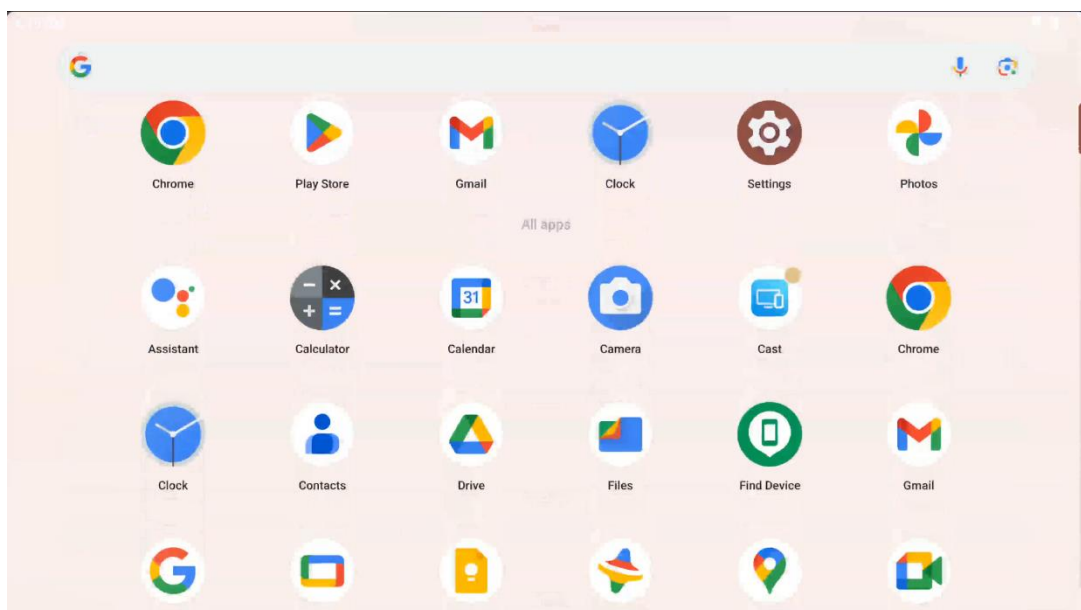 Chrome Play Store Gmail Clock Settings Photos
All apps
31
Assistant Calculator Calendar Camera Cast Chrome
Clock Contacts Drive Files Find Device Gmail